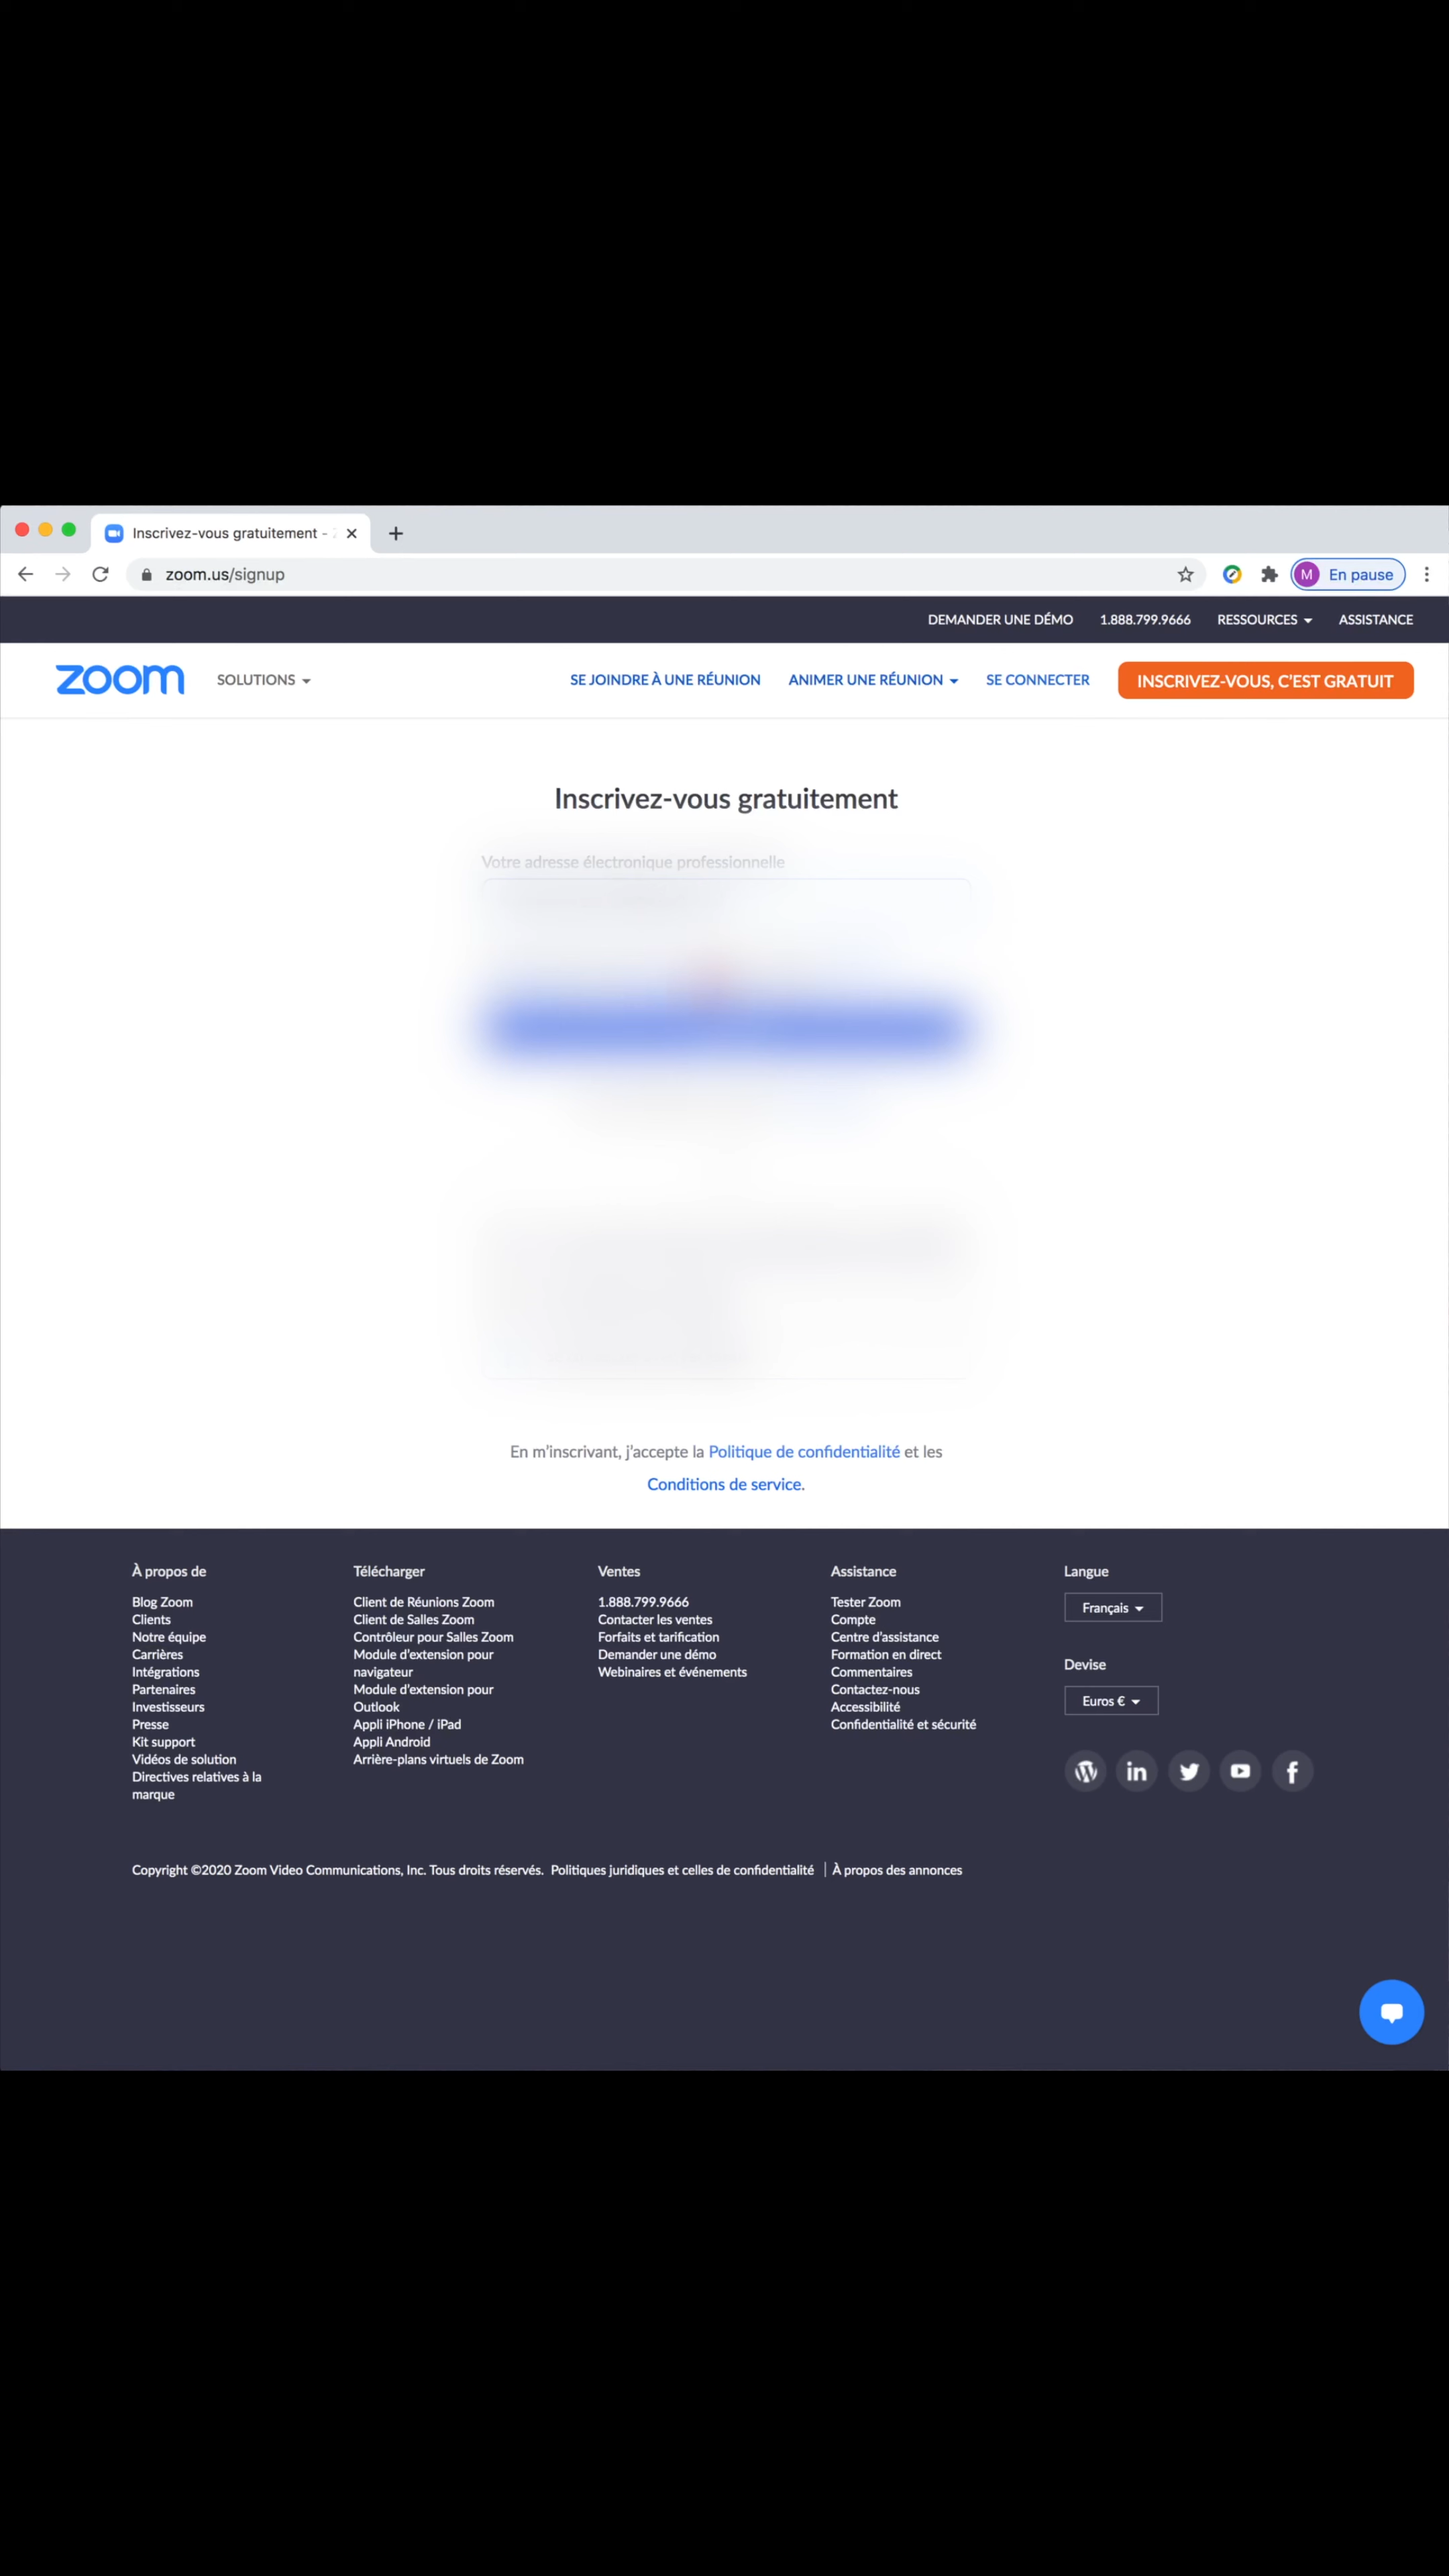 Inscrivez-vous gratuitement -
zoom.us/signup
M En pause
DEMANDER UNE DÉMO 1.888.799.9666 RESSOURCES ASSISTANCE
zoom SOLUTIONS SE JOINDRE À UNE RÉUNION ANIMER UNE RÉUNION SE CONNECTER INSCRIVEZ-VOUS, C'EST GRATUIT
Inscrivez-vous gratuitement
Votre adresse électronique professionnelle
En m'inscrivant, j'accepte la Politique de confidentialité et les
Conditions de service.
À propos de
Blog Zoom
Clients
Notre équipe
Carrières
Intégrations
Partenaires
Investisseurs
Presse
Kit support
Vidéos de solution
Directives relatives à la
marque
Télécharger
Client de Réunions Zoom
Client de Salles Zoom
Contrôleur pour Salles Zoom
Module d'extension pour
navigateur
Module d'extension pour
Outlook
Appli iPhone / iPad
Appli Android
Arrière-plans virtuels de Zoom
Ventes
1.888.799.9666
Contacter les ventes
Forfaits et tarification
Demander une démo
Webinaires et événements
Assistance
Tester Zoom
Compte
Centre d'assistance
Formation en direct
Commentaires
Contactez-nous
Accessibilité
Confidentialité et sécurité
Langue
Français
Devise
Euros €
Copyright ©2020 Zoom Video Communications, Inc. Tous droits réservés. Politiques juridiques et celles de confidentialité | À propos des annonces